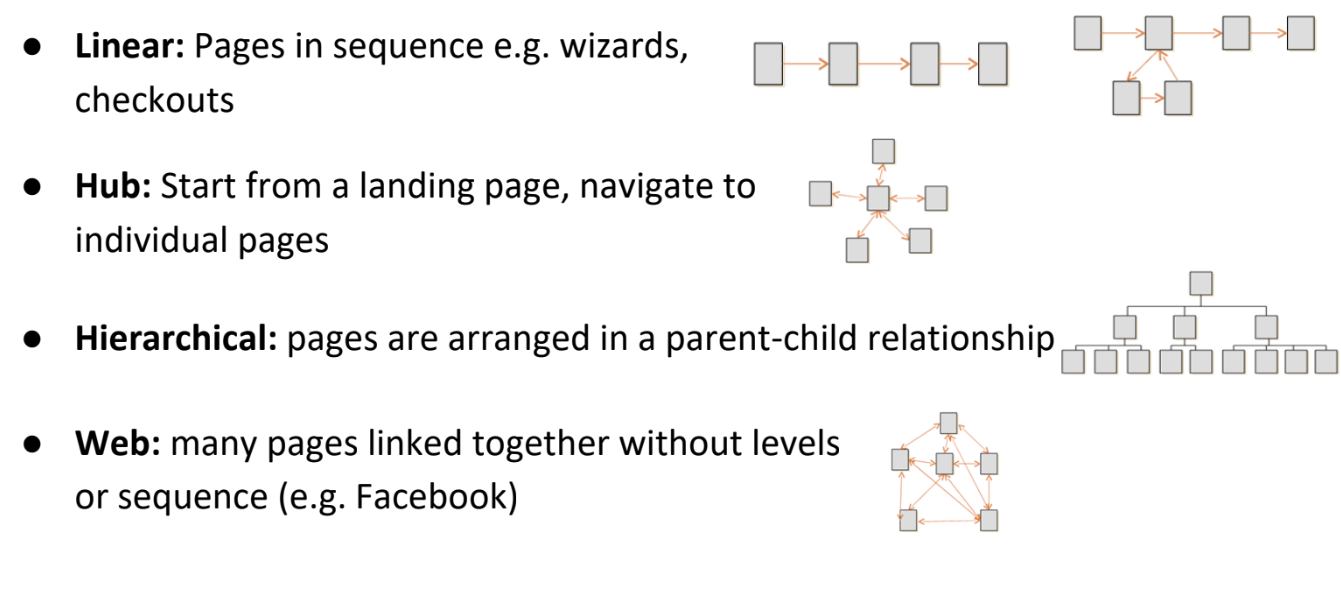 ● Linear: Pages in sequence e.g. wizards,
checkouts
● Hub: Start from a landing page, navigate to
individual pages
● Hierarchical: pages are arranged in a parent-child relationship
● Web: many pages linked together without levels
or sequence (e.g. Facebook)